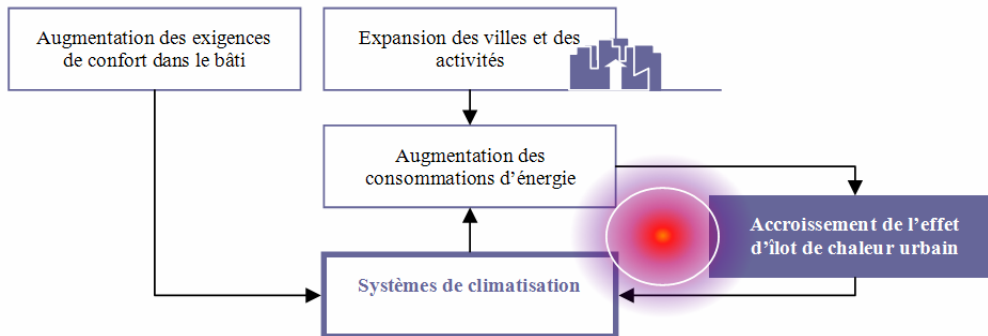 Augmentation des exigences
de confort dans le bâti
Expansion des villes et des
activités
Augmentation des
consommations d’énergie
Accroissement de l’effet
d’îlot de chaleur urbain
Systèmes de climatisation